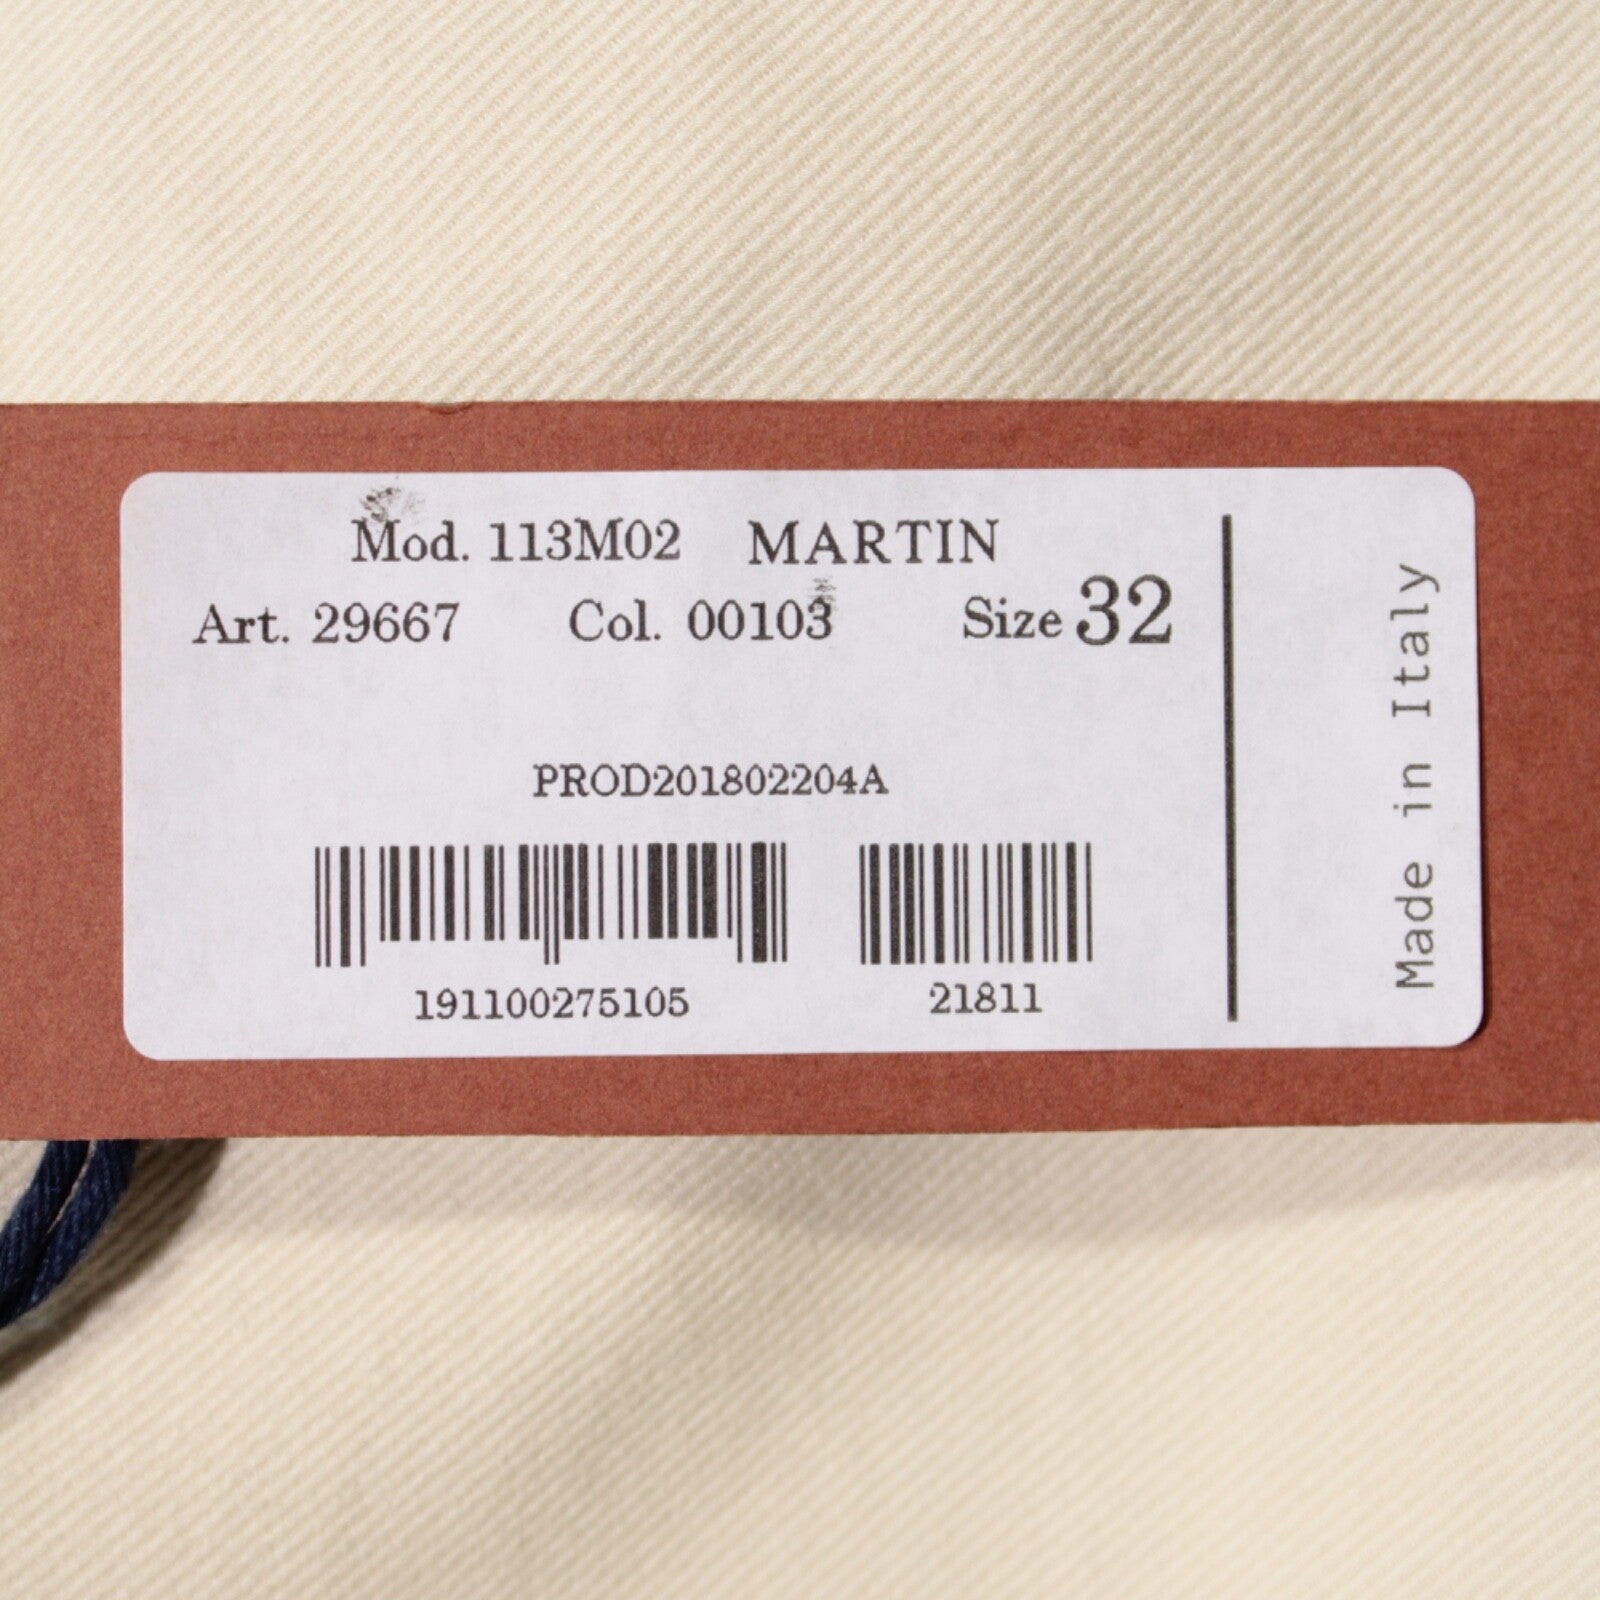 Mod. 113M02 MARTIN
Art. 29667 Col. 00103 Size 32
PROD201802204A
191100275105 21811
Made in Italy